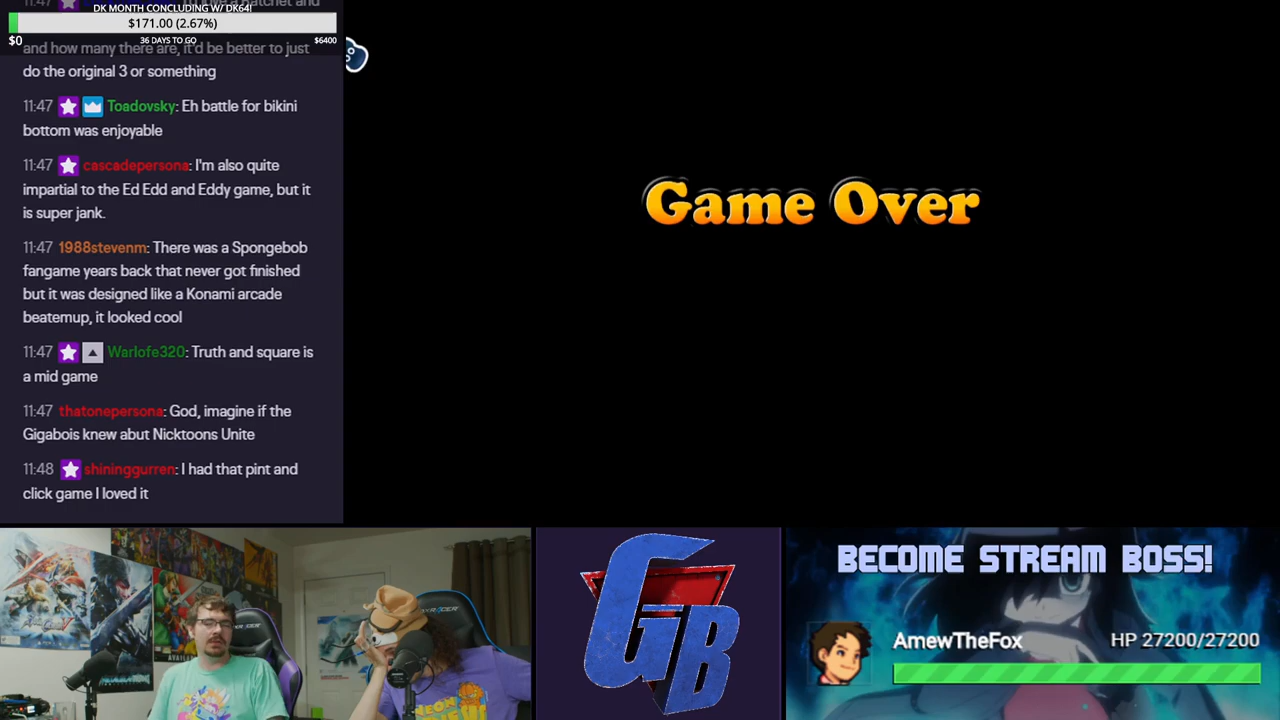 DK MONTH CONCLUDING W/ DK64!
$171.00 (2.67%)
$0
36 DAYS TO GO
$6400
and how many there are, it'd be better to just
do the original 3 or something
11:47 Toadovsky: Eh battle for bikini
bottom was enjoyable
11:47 cascadepersona: I'm also quite
impartial to the Ed Edd and Eddy game, but it
is super jank.
11:47 1988stevenm: There was a Spongebob
fangame years back that never got finished
but it was designed like a Konami arcade
beatemup, it looked cool
11:47 Warlofe320: Truth and square is
a mid game
11:47 thatonepersona: God, imagine if the
Gigabois knew abut Nicktoons Unite
11:48 shininggurren: I had that pint and
click game I loved it
Game Over
GB
BECOME STREAM BOSS!
AmewTheFox
HP 27200/27200